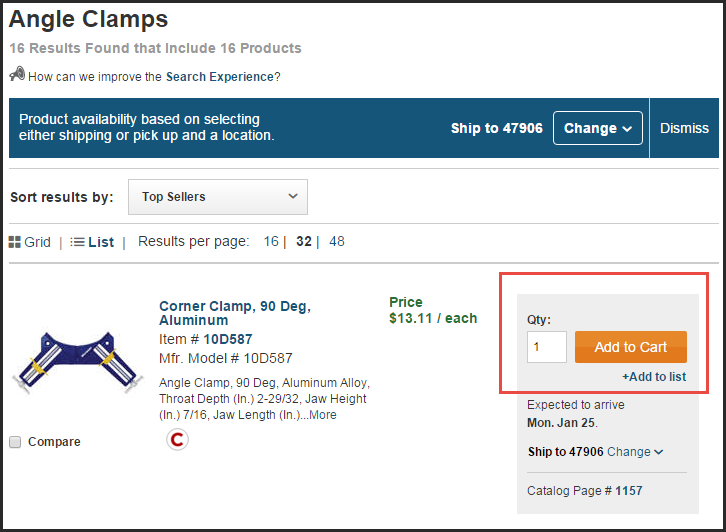 Angle Clamps
16 Results Found that Include 16 Products
How can we improve the Search Experience?
Product availability based on selecting
either shipping or pick up and a location.
Ship to 47906 Change Dismiss
Sort results by: Top Sellers
Grid | List | Results per page: 16 | 32 | 48
Corner Clamp, 90 Deg,
Aluminum
Item # 10D587
Mfr. Model # 10D587
Angle Clamp, 90 Deg, Aluminum Alloy,
Throat Depth (In.) 2-29/32, Jaw Height
(In.) 7/16, Jaw Length (In.)...More
C
Compare
Price
$13.11 / each
Qty:
1 Add to Cart
+Add to list
Expected to arrive
Mon. Jan 25.
Ship to 47906 Change
Catalog Page # 1157